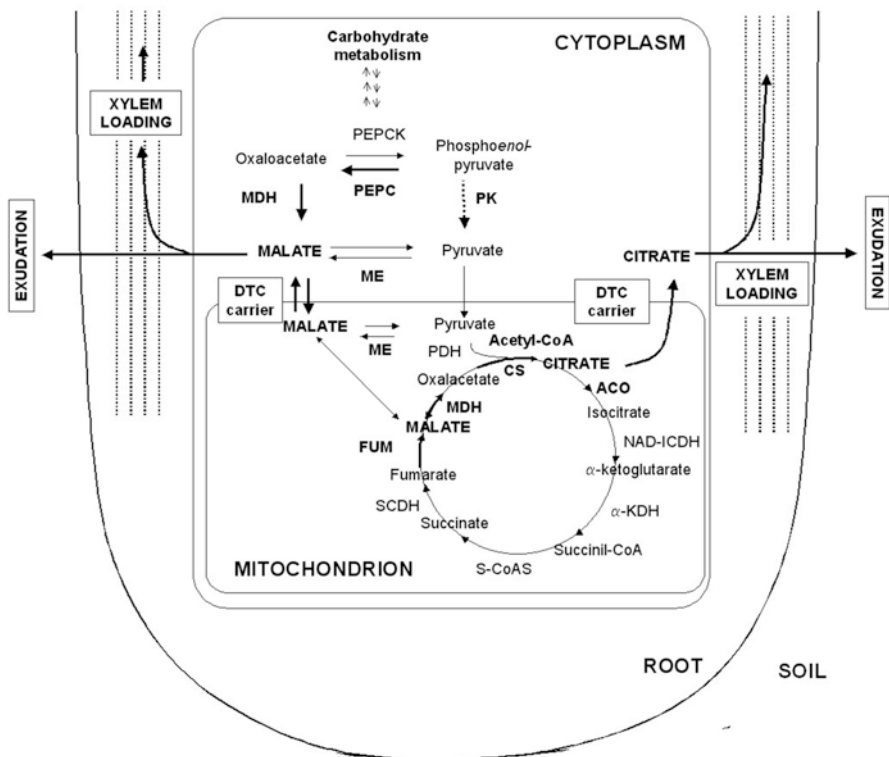 Carbohydrate
metabolism
CYTOPLASM
XYLEM
LOADING
PEPCK
Oxaloacetate
Phosphoenol-
pyruvate
PEPC
MDH
PK
EXUDATION
MALATE
ME
Pyruvate
CITRATE
EXUDATION
XYLEM
LOADING
DTC
carrier
DTC
carrier
MALATE
ME
Pyruvate
PDH
Acetyl-CoA
CS
CITRATE
Oxalacetate
ACO
MDH
Isocitrate
MALATE
FUM
NAD-ICDH
Fumarate
α-ketoglutarate
SCDH
α-KDH
Succinate
Succinil-CoA
S-CoAS
MITOCHONDRION
ROOT
SOIL